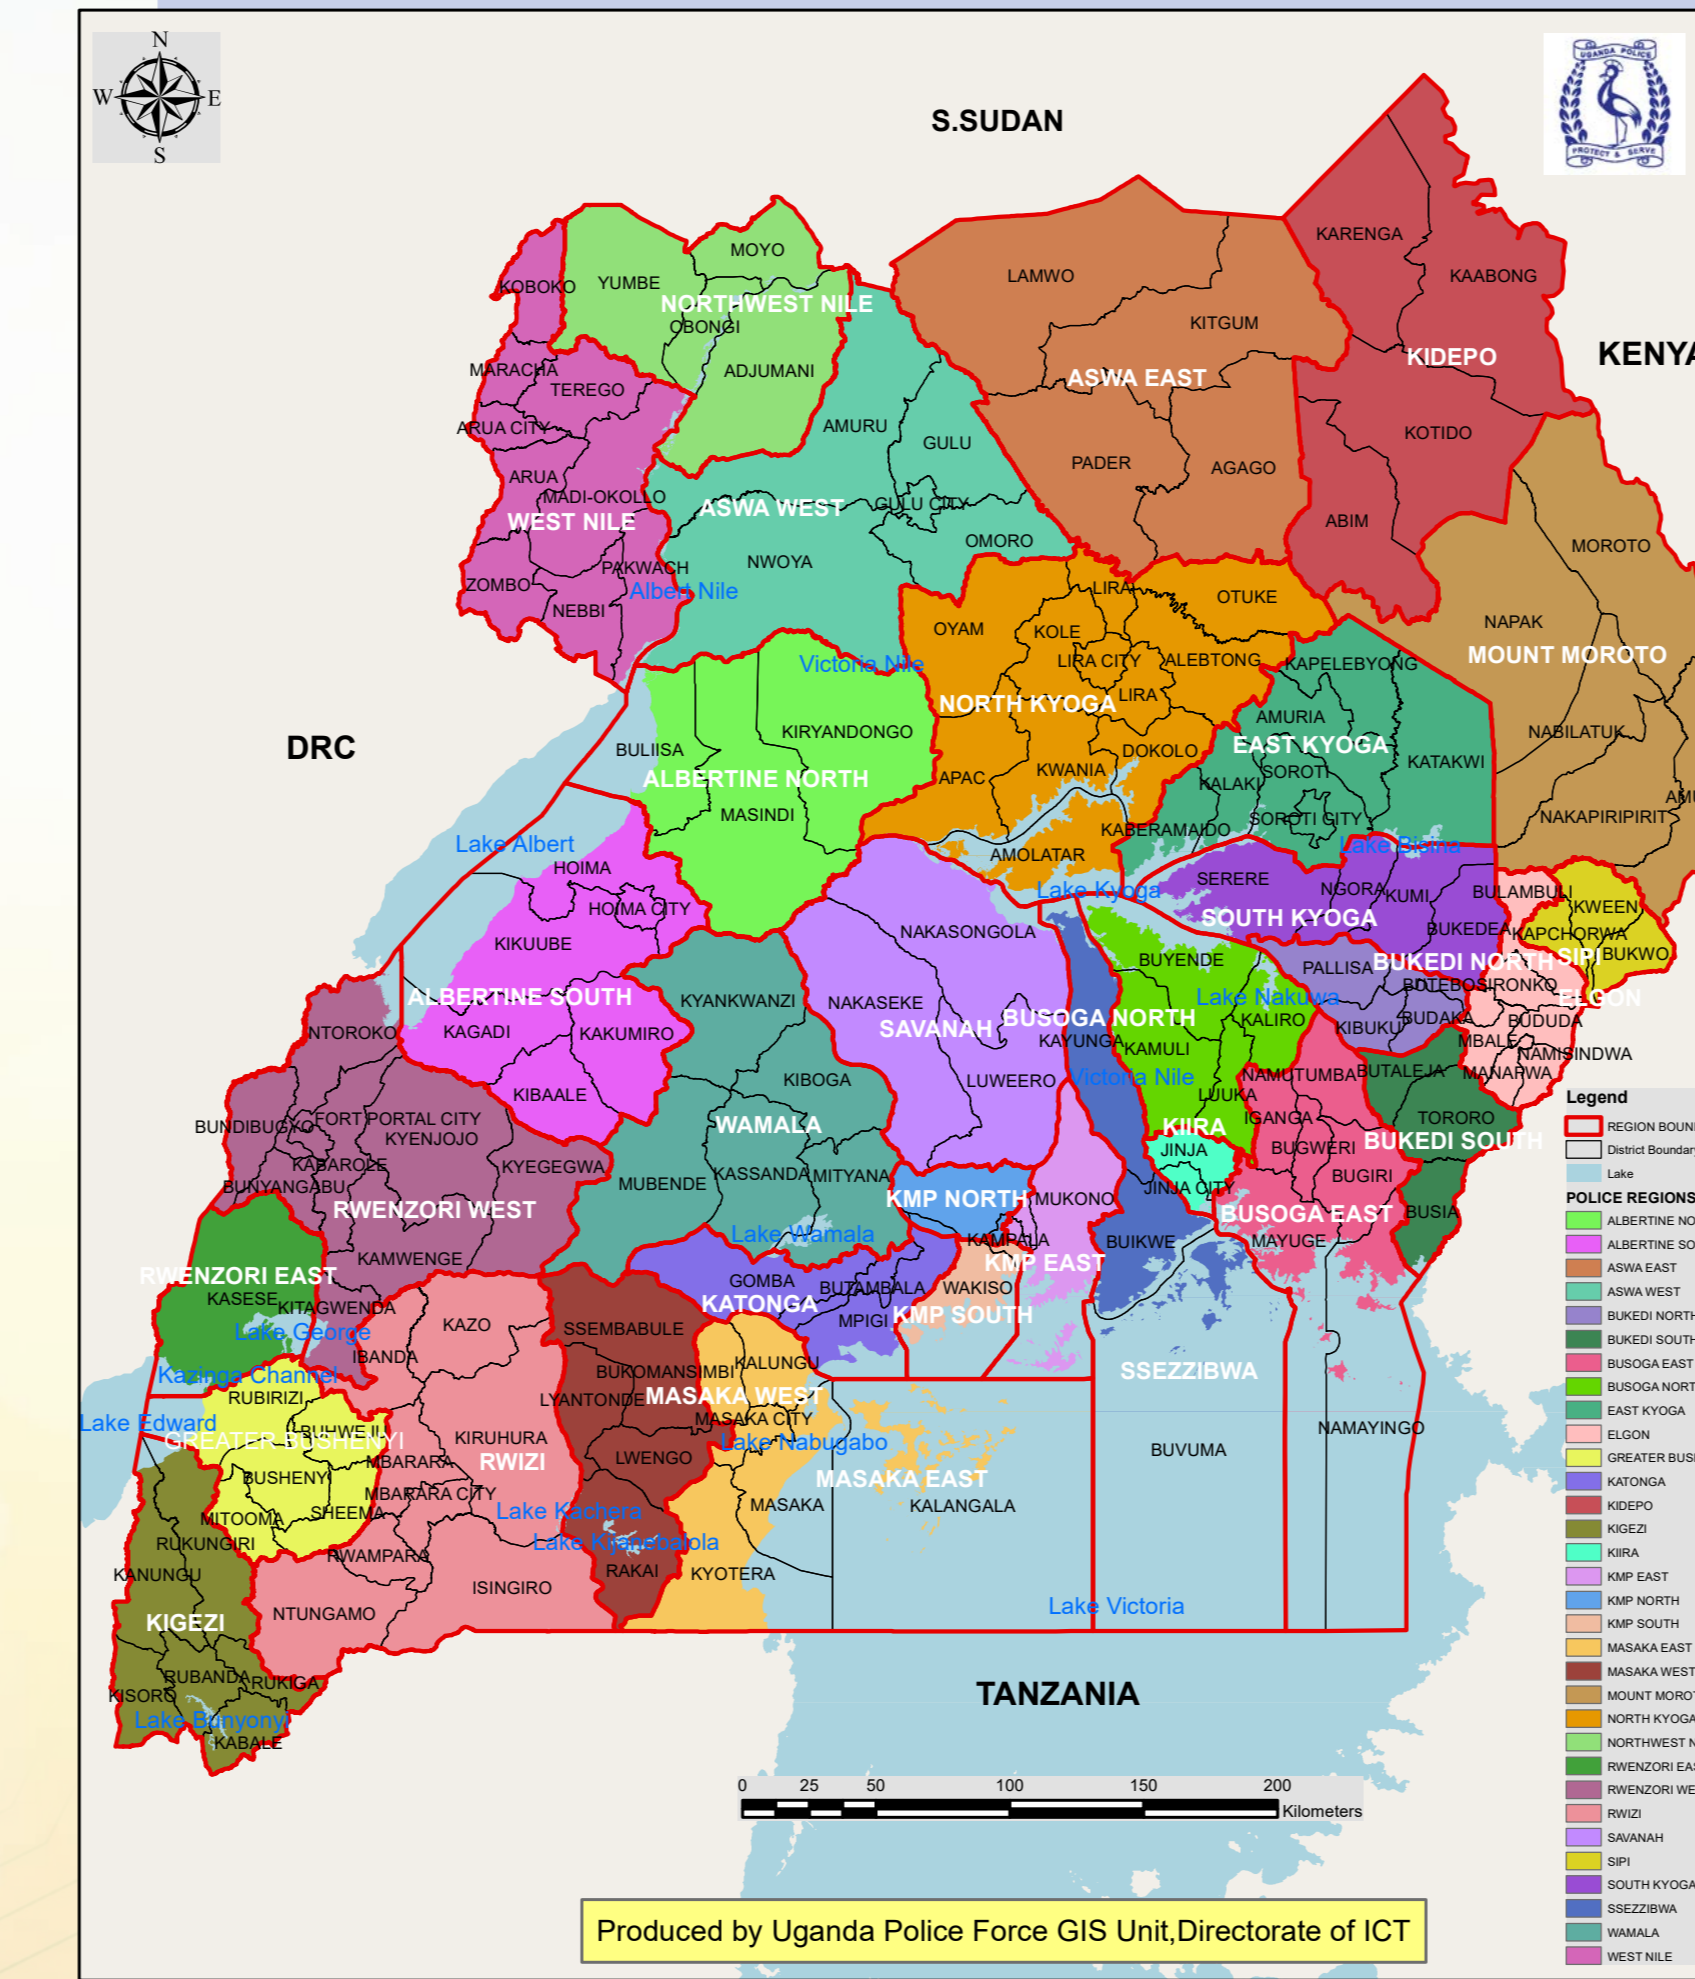 N
W
E
S
UGANDA POLICE
PROTECT & SERVE
S.SUDAN
KENYA
DRC
TANZANIA
KARENGA
KAABONG
KIDEPO
KOTIDO
ABIM
LAMWO
KITGUM
ASWA EAST
PADER
AGAGO
MOYO
YUMBE
KOBOKO
NORTHWEST NILE
OBONGI
ADJUMANI
MARACHA
TEREGO
ARUA CITY
ARUA
MADI-OKOLLO
WEST NILE
PAKWACH
ZOMBO
NEBBI
Albert Nile
AMURU
GULU
GULU CITY
ASWA WEST
OMORO
NWOYA
MOROTO
NAPAK
MOUNT MOROTO
NABILATUK
NAKAPIRIPIRIT
LIRA
OTUKE
OYAM
KOLE
LIRA CITY
ALEBTONG
LIRA
NORTH KYOGA
DOKOLO
KWANIA
APAC
AMOLATAR
Lake Kyoga
Victoria Nile
KIRYANDONGO
BULIISA
ALBERTINE NORTH
MASINDI
Lake Albert
KAPELEBYONG
AMURIA
EAST KYOGA
KATAKWI
SOROTI
KALAKI
SOROTI CITY
KABERAMAIDO
Lake Bisina
SERERE
NGORA
KUMI
SOUTH KYOGA
BUKEDEA
BULAMBULI
KWEEN
KAPCHORWA
BUKWO
SIPI
ELGON
HOIMA
HOIMA CITY
KIKUUBE
ALBERTINE SOUTH
KAGADI
KAKUMIRO
KIBAALE
NAKASONGOLA
NAKASEKE
SAVANAH
LUWEERO
KYANKWANZI
KIBOGA
WAMALA
KASSANDA
MITYANA
MUBENDE
Lake Wamala
BUYENDE
Lake Nakuwa
BUSOGA NORTH
KAYUNGA
KAMULI
KALIRO
Victoria Nile
LUUKA
PALLISA
BUKEDI NORTH
BUTEBO
SIRONKO
KIBUKU
BUDAKA
BUDUDA
MBALE
NAMISINDWA
MANAFWA
NAMUTUMBA
BUTALEJA
TORORO
BUKEDI SOUTH
BUSIA
IGANGA
BUGWERI
BUGIRI
BUSOGA EAST
MAYUGE
KIIRA
JINJA
JINJA CITY
NTOROKO
BUNDIBUGYO
FORT PORTAL CITY
KYENJOJO
KABAROLE
KYEGEGWA
BUNYANGABU
RWENZORI WEST
KAMWENGE
RWENZORI EAST
KASESE
KITAGWENDA
Lake George
Kazinga Channel
Lake Edward
KMP NORTH
MUKONO
KAMPALA
KMP EAST
WAKISO
KMP SOUTH
BUIKWE
SSEZZIBWA
BUVUMA
NAMAYINGO
GOMBA
BUTAMBALA
KATONGA
MPIGI
SSEMBABULE
BUKOMANSIMBI
KALUNGU
LYANTONDE
MASAKA WEST
MASAKA CITY
Lake Nabugabo
LWENGO
MASAKA EAST
MASAKA
KALANGALA
KYOTERA
RAKAI
Lake Kachera
Lake Kijanebalola
Lake Victoria
KAZO
IBANDA
KIRUHURA
RWIZI
MBARARA
MBARARA CITY
RWAMPARA
ISINGIRO
NTUNGAMO
RUBIRIZI
BUHWEJU
GREATER BUSHENYI
BUSHENYI
SHEEMA
MITOOMA
RUKUNGIRI
KANUNGU
KIGEZI
RUBANDA
RUKIGA
KISORO
Lake Bunyonyi
KABALE
Legend
District Boundary
Lake
POLICE REGIONS
ASWA EAST
ASWA WEST
BUKEDI NORTH
BUKEDI SOUTH
BUSOGA EAST
EAST KYOGA
ELGON
KATONGA
KIDEPO
KIGEZI
KIIRA
KMP EAST
KMP NORTH
KMP SOUTH
MASAKA EAST
MASAKA WEST
NORTH KYOGA
RWIZI
SAVANAH
SIPI
SOUTH KYOGA
SSEZZIBWA
WAMALA
WEST NILE
0 25 50 100 150 200
Kilometers
Produced by Uganda Police Force GIS Unit,Directorate of ICT